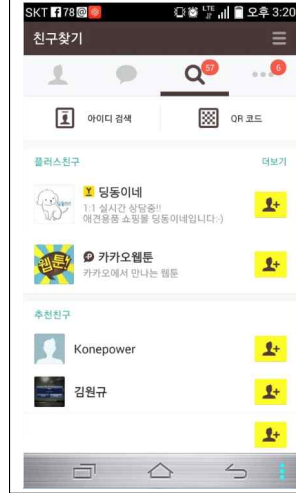 SKT 78 LTE 오후 3:20
친구찾기
57 6
아이디 검색 QR 코드
플러스친구 더보기
딩동이네
1:1 실시간 상담중!!
애견용품 쇼핑몰 딩동이네입니다:-)
웹툰! 카카오웹툰
카카오에서 만나는 웹툰
추천친구
Konepower
김원규